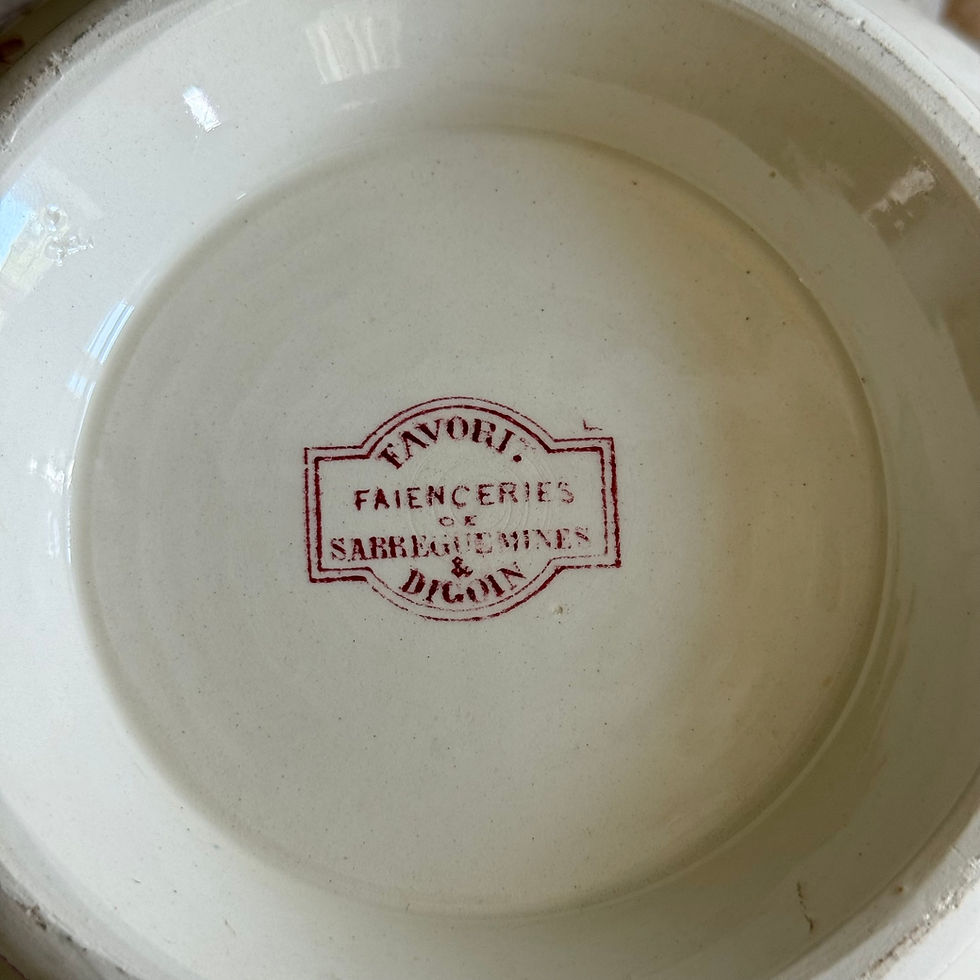 FAVORI.
FAIENCERIES
DE
SARREGUEMINES
&
DIGOIN